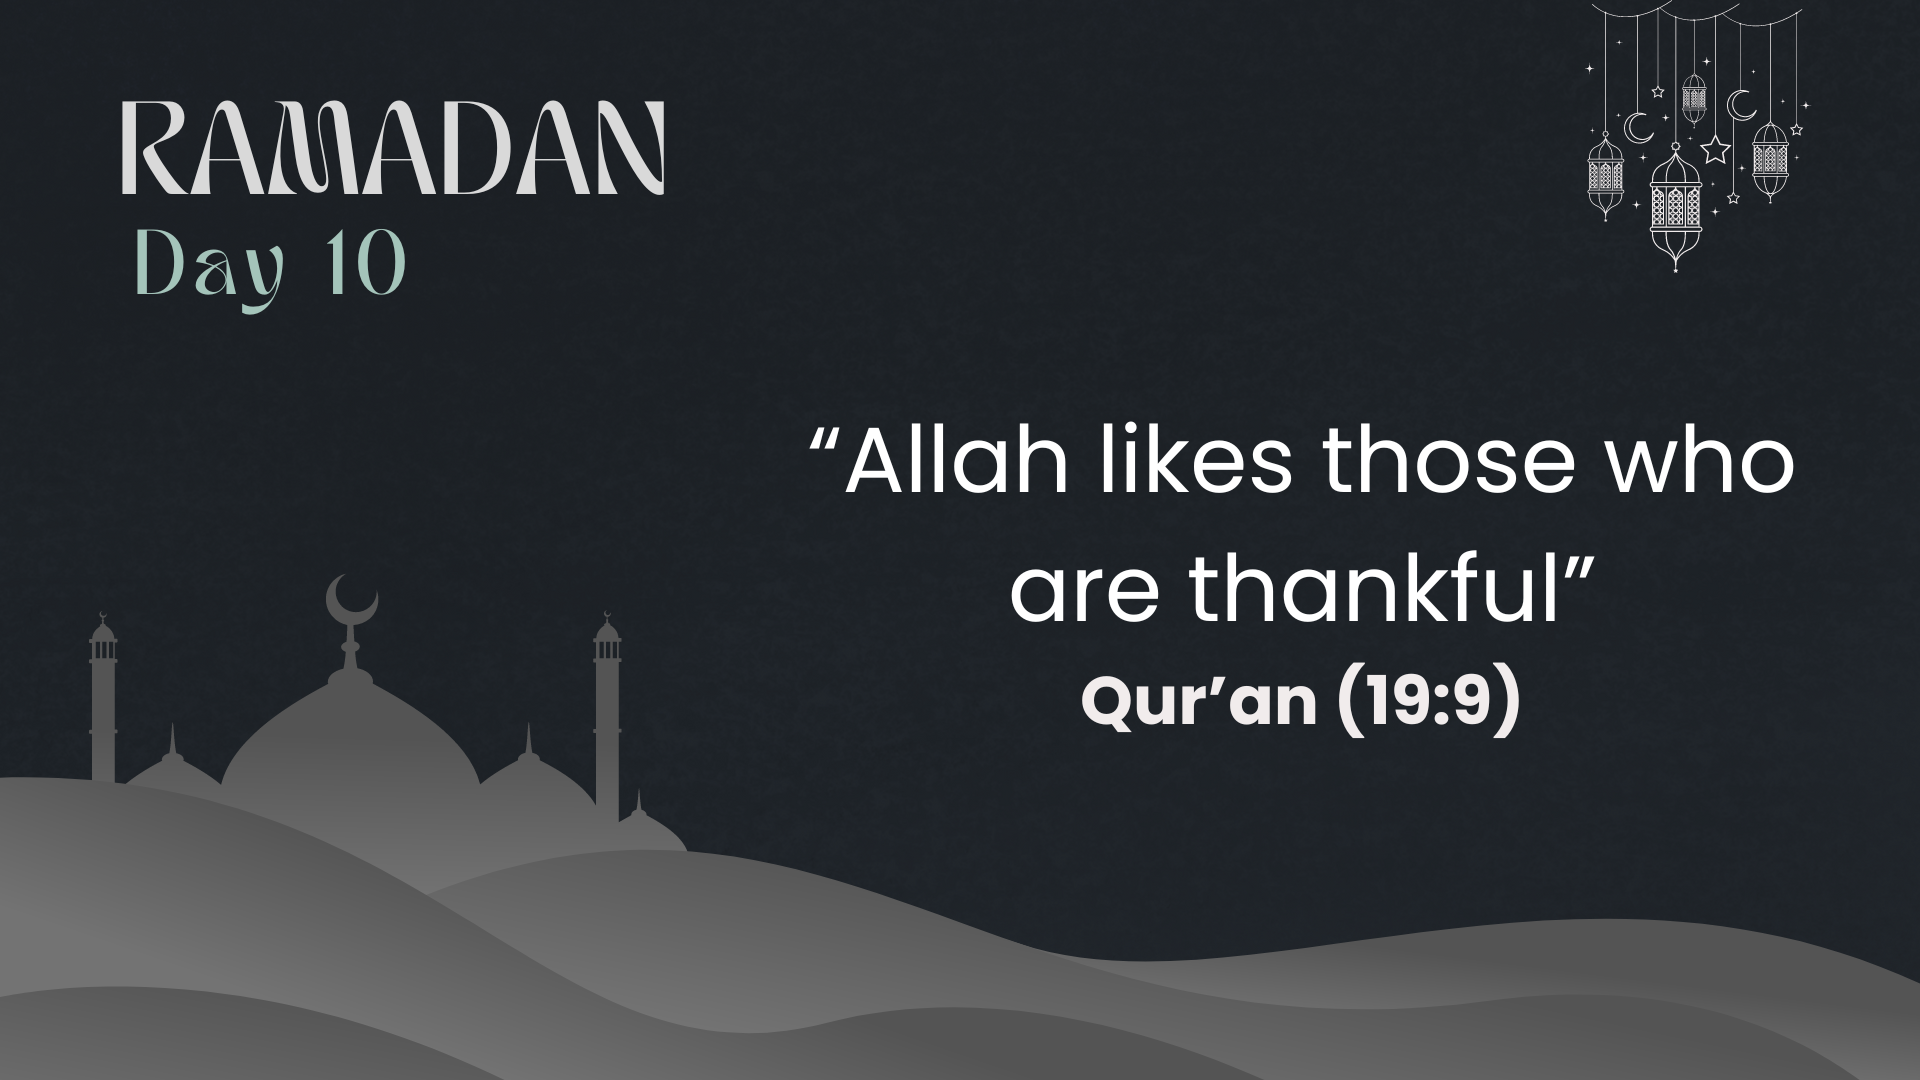 RAMADAN
Day 10
“Allah likes those who
are thankful”
Qur’an (19:9)